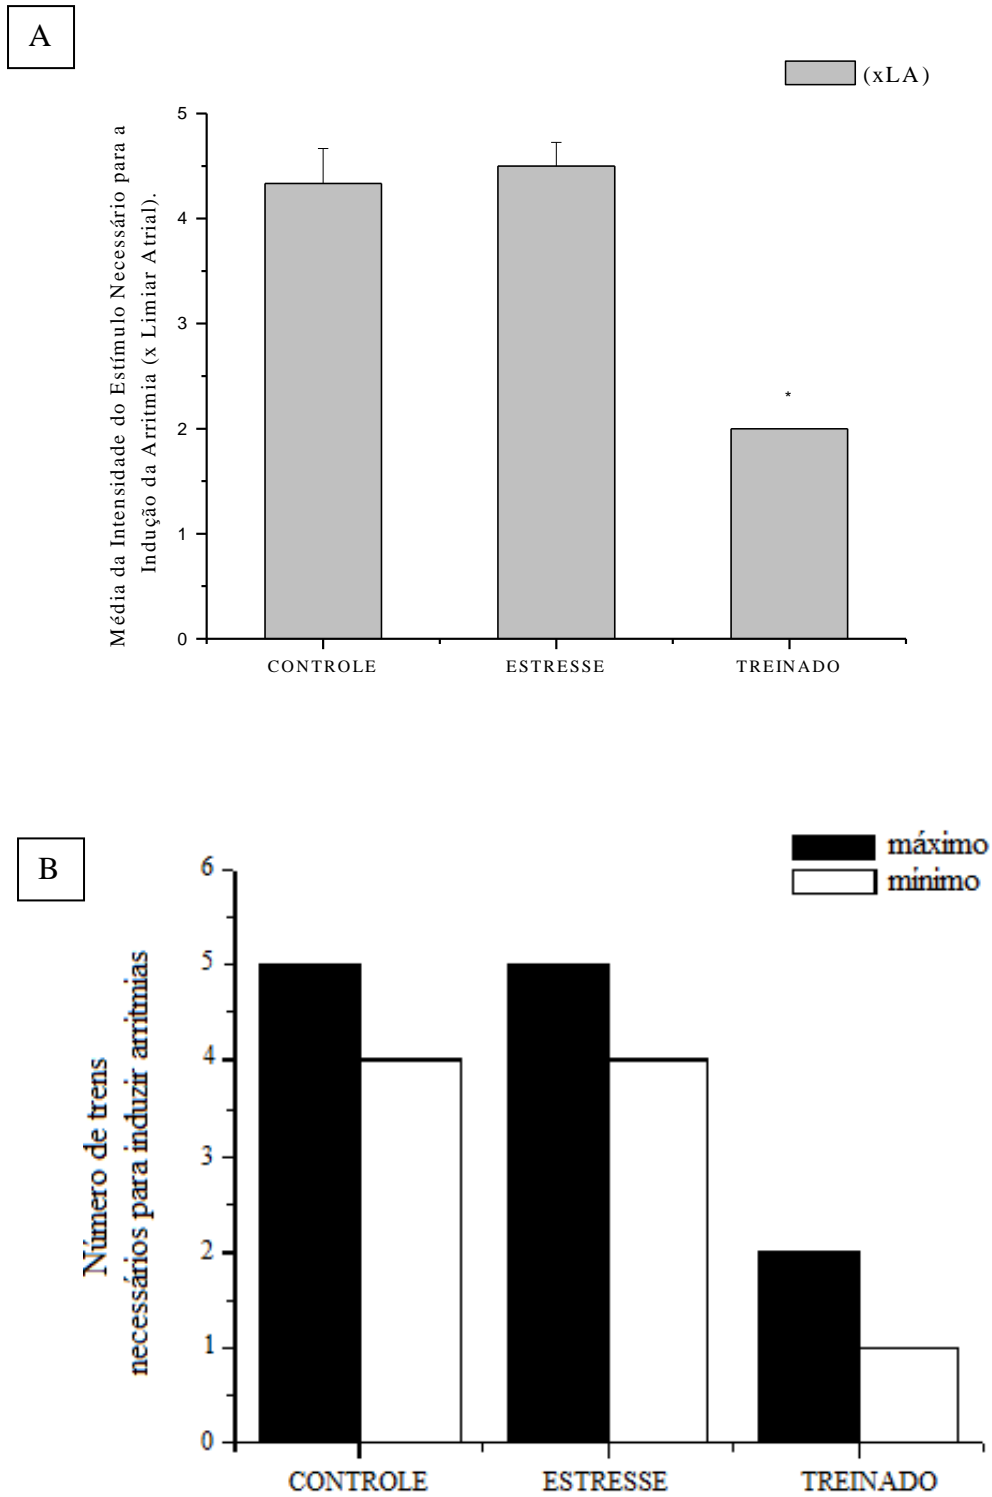 A
(xLA)
Média da Intensidade do Estímulo Necessário para a
Indução da Arritmia (x Limiar Atrial).
5
4
3
2
1
0
*
CONTROLE ESTRESSE TREINADO
B
máximo
mínimo
Número de trens
necessários para induzir arritmias
6
5
4
3
2
1
0
CONTROLE ESTRESSE TREINADO